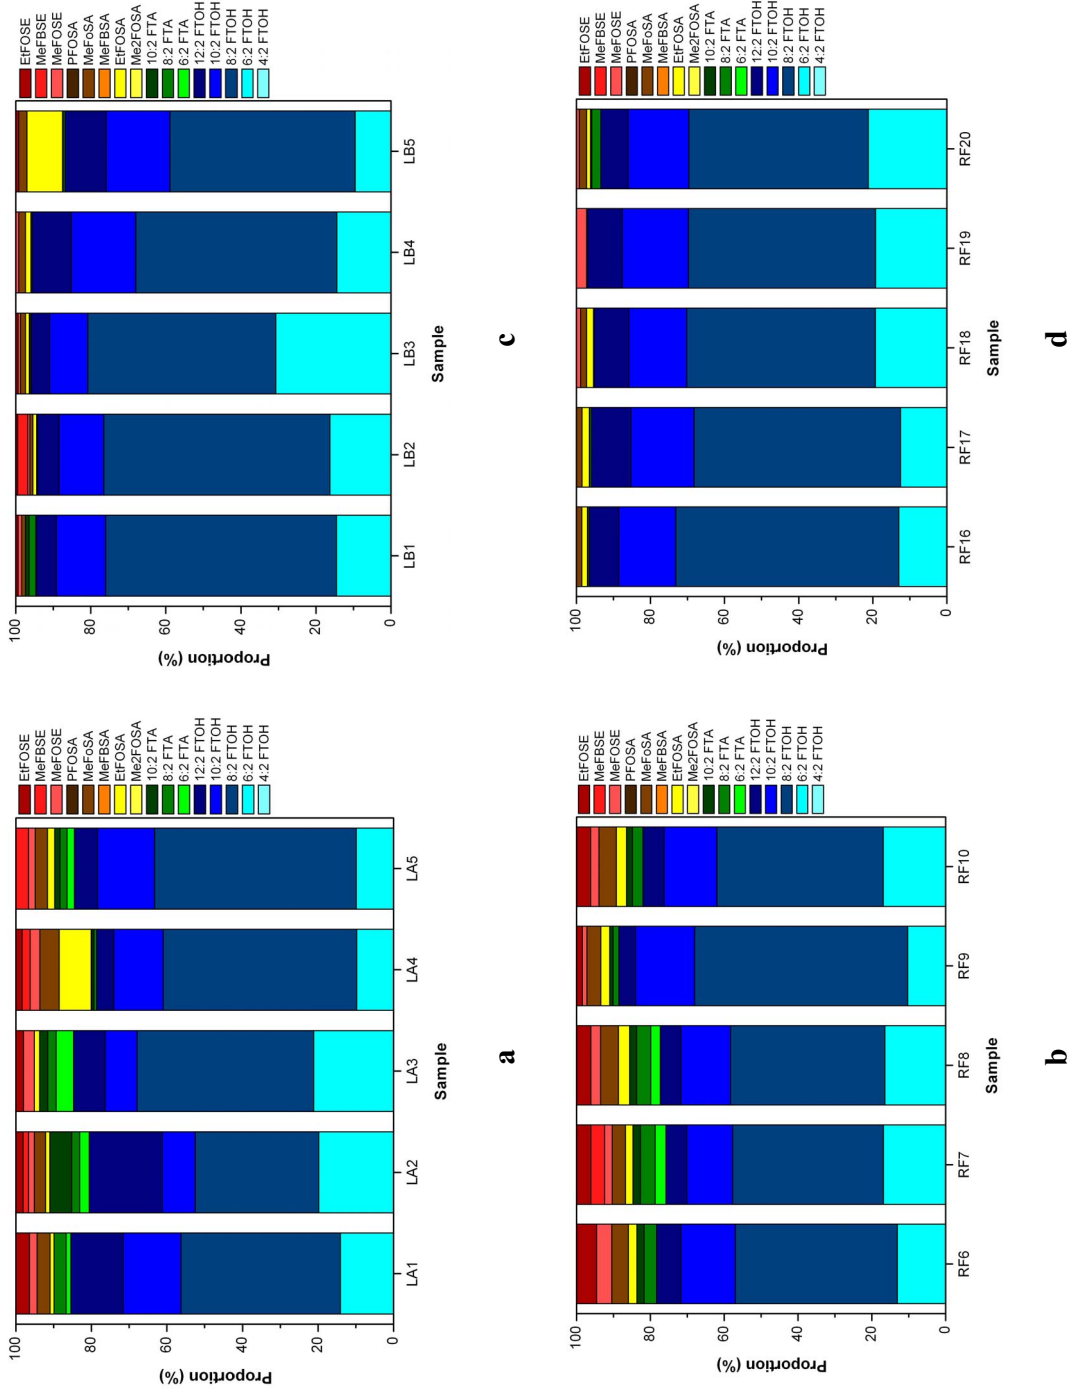 100
80
60
40
20
0
Proportion (%)
LA1
LA2
LA3
LA4
LA5
Sample
EtFOSE
MeFBSE
MeFOSE
PFOSA
MeFoSA
MeFBSA
EtFOSA
Me2FOSA
10:2 FTA
8:2 FTA
6:2 FTA
12:2 FTOH
10:2 FTOH
8:2 FTOH
6:2 FTOH
4:2 FTOH
a
100
80
60
40
20
0
Proportion (%)
RF6
RF7
RF8
RF9
RF10
Sample
EtFOSE
MeFBSE
MeFOSE
PFOSA
MeFoSA
MeFBSA
EtFOSA
Me2FOSA
10:2 FTA
8:2 FTA
6:2 FTA
12:2 FTOH
10:2 FTOH
8:2 FTOH
6:2 FTOH
4:2 FTOH
b
100
80
60
40
20
0
Proportion (%)
LB1
LB2
LB3
LB4
LB5
Sample
EtFOSE
MeFBSE
MeFOSE
PFOSA
MeFoSA
MeFBSA
EtFOSA
Me2FOSA
10:2 FTA
8:2 FTA
6:2 FTA
12:2 FTOH
10:2 FTOH
8:2 FTOH
6:2 FTOH
4:2 FTOH
c
100
80
60
40
20
0
Proportion (%)
RF16
RF17
RF18
RF19
RF20
Sample
EtFOSE
MeFBSE
MeFOSE
PFOSA
MeFoSA
MeFBSA
EtFOSA
Me2FOSA
10:2 FTA
8:2 FTA
6:2 FTA
12:2 FTOH
10:2 FTOH
8:2 FTOH
6:2 FTOH
4:2 FTOH
d